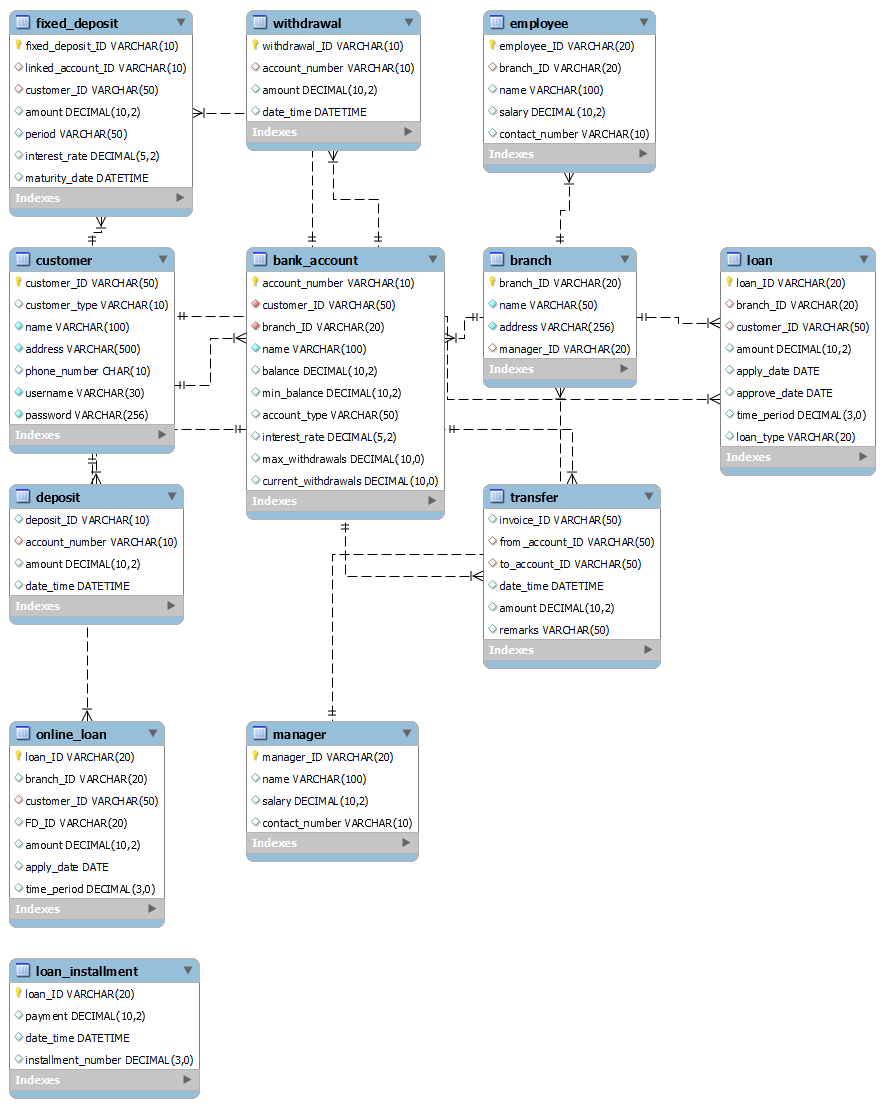 fixed_deposit
fixed_deposit_ID VARCHAR(10)
linked_account_ID VARCHAR(10)
customer_ID VARCHAR(50)
amount DECIMAL(10,2)
period VARCHAR(50)
interest_rate DECIMAL(5,2)
maturity_date DATETIME
Indexes
withdrawal
withdrawal_ID VARCHAR(10)
account_number VARCHAR(10)
amount DECIMAL(10,2)
date_time DATETIME
Indexes
employee
employee_ID VARCHAR(20)
branch_ID VARCHAR(20)
name VARCHAR(100)
salary DECIMAL(10,2)
contact_number VARCHAR(10)
Indexes
customer
customer_ID VARCHAR(50)
customer_type VARCHAR(10)
name VARCHAR(100)
address VARCHAR(500)
phone_number CHAR(10)
username VARCHAR(30)
password VARCHAR(256)
Indexes
bank_account
account_number VARCHAR(10)
customer_ID VARCHAR(50)
branch_ID VARCHAR(20)
name VARCHAR(100)
balance DECIMAL(10,2)
min_balance DECIMAL(10,2)
account_type VARCHAR(50)
interest_rate DECIMAL(5,2)
max_withdrawals DECIMAL(10,0)
current_withdrawals DECIMAL(10,0)
Indexes
branch
branch_ID VARCHAR(20)
name VARCHAR(50)
address VARCHAR(256)
manager_ID VARCHAR(20)
Indexes
loan
loan_ID VARCHAR(20)
branch_ID VARCHAR(20)
customer_ID VARCHAR(50)
amount DECIMAL(10,2)
apply_date DATE
approve_date DATE
time_period DECIMAL(3,0)
loan_type VARCHAR(20)
Indexes
deposit
deposit_ID VARCHAR(10)
account_number VARCHAR(10)
amount DECIMAL(10,2)
date_time DATETIME
Indexes
transfer
invoice_ID VARCHAR(50)
from _account_ID VARCHAR(50)
to_account_ID VARCHAR(50)
date_time DATETIME
amount DECIMAL(10,2)
remarks VARCHAR(50)
Indexes
online_loan
loan_ID VARCHAR(20)
branch_ID VARCHAR(20)
customer_ID VARCHAR(50)
FD_ID VARCHAR(20)
amount DECIMAL(10,2)
apply_date DATE
time_period DECIMAL(3,0)
Indexes
manager
manager_ID VARCHAR(20)
name VARCHAR(100)
salary DECIMAL(10,2)
contact_number VARCHAR(10)
Indexes
loan_installment
loan_ID VARCHAR(20)
payment DECIMAL(10,2)
date_time DATETIME
installment_number DECIMAL(3,0)
Indexes